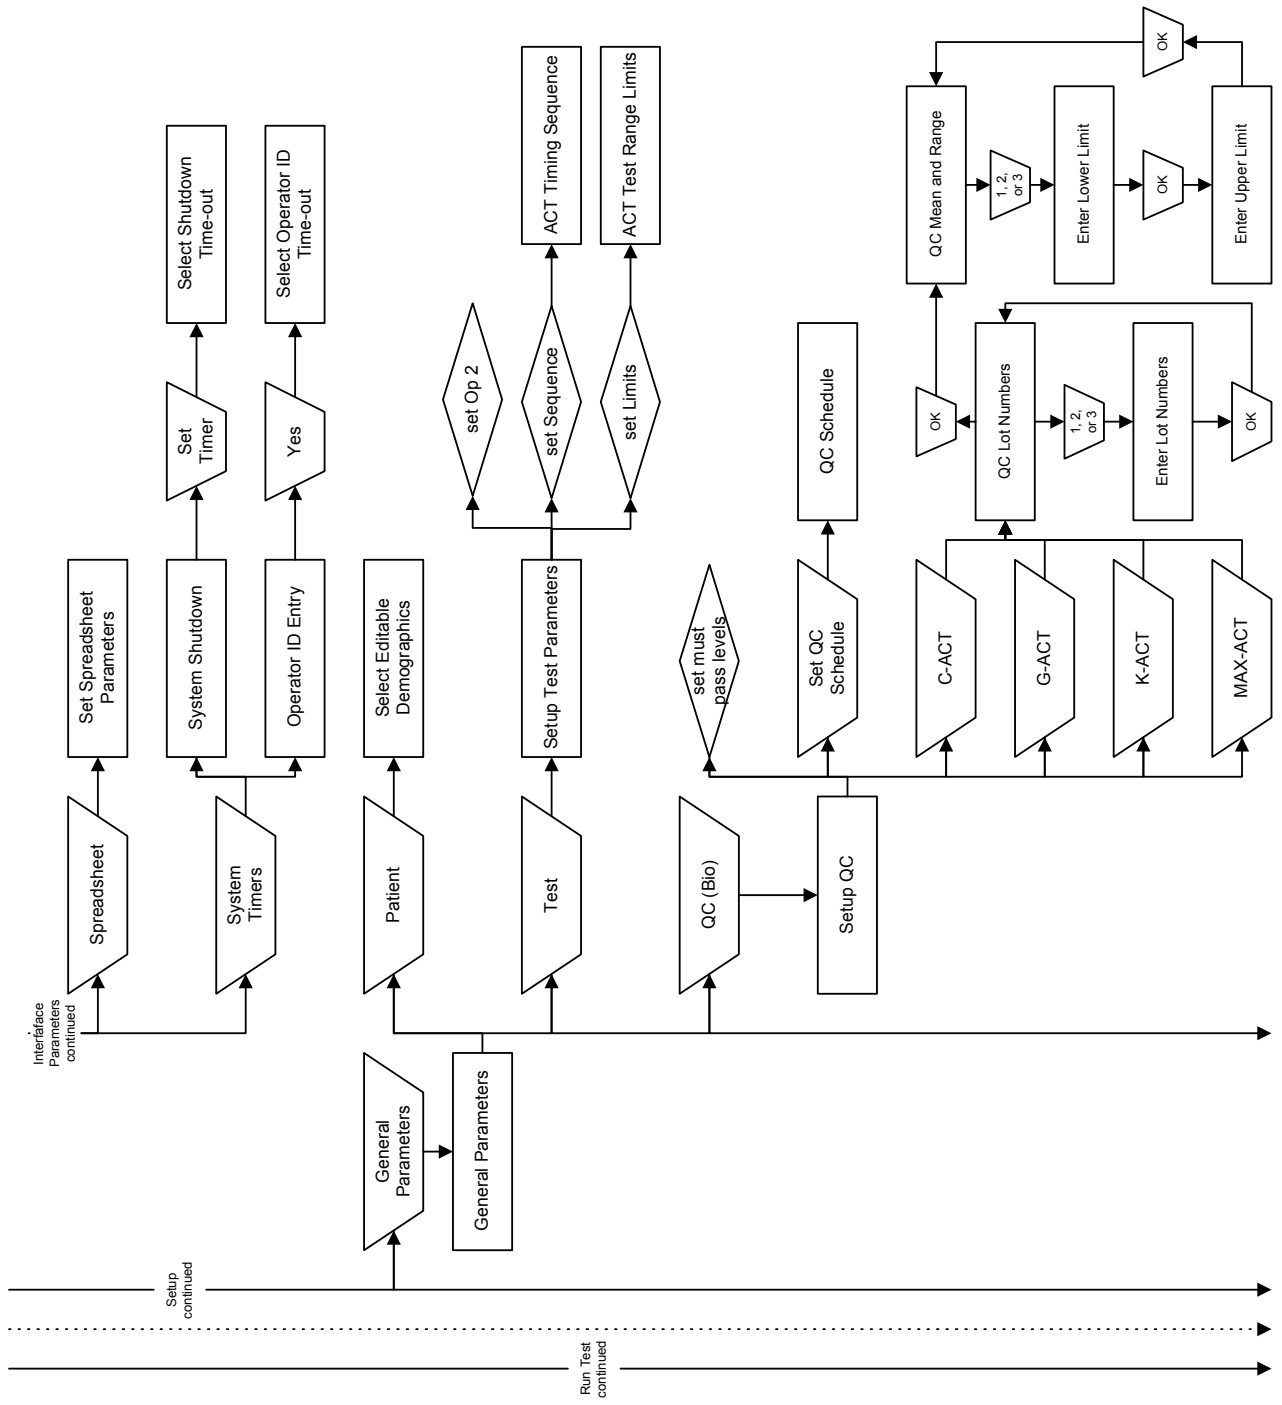 Interfaface
Parameters
continued
Spreadsheet
Set Spreadsheet
Parameters
System
Timers
System Shutdown
Set
Timer
Select Shutdown
Time-out
Operator ID Entry
Yes
Select Operator ID
Time-out
Setup
continued
General
Parameters
General Parameters
Patient
Select Editable
Demographics
Test
Setup Test Parameters
set Op 2
set Sequence
ACT Timing Sequence
set Limits
ACT Test Range Limits
QC (Bio)
Setup QC
set must
pass levels
Set QC
Schedule
QC Schedule
C-ACT
G-ACT
K-ACT
MAX-ACT
QC Lot Numbers
1, 2,
or 3
Enter Lot Numbers
OK
OK
QC Mean and Range
1, 2,
or 3
Enter Lower Limit
OK
Enter Upper Limit
OK
Run Test
continued